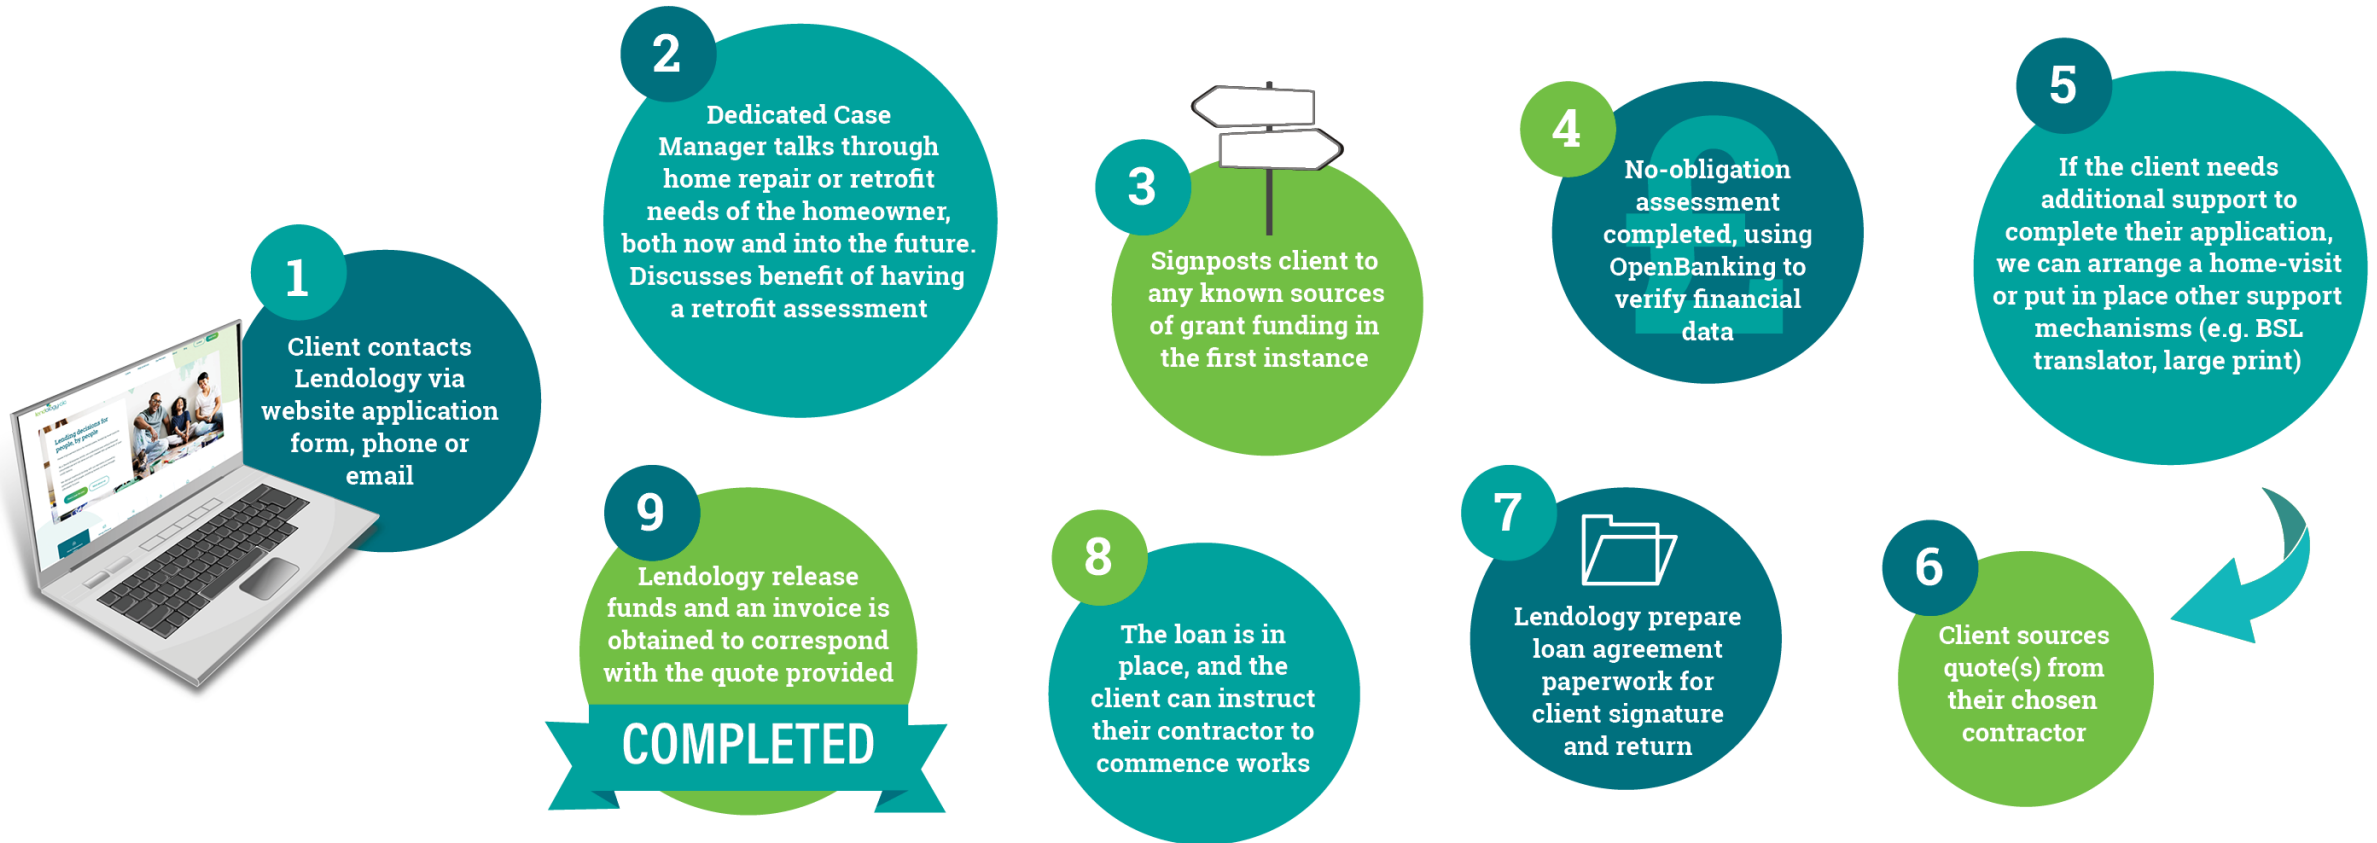 1
Client contacts
Lendology via
website application
form, phone or
email
Lending decisions for
people, by people
2
Dedicated Case
Manager talks through
home repair or retrofit
needs of the homeowner,
both now and into the future.
Discusses benefit of having
a retrofit assessment
3
Signposts client to
any known sources
of grant funding in
the first instance
4
No-obligation
assessment
completed, using
OpenBanking to
verify financial
data
5
If the client needs
additional support to
complete their application,
we can arrange a home-visit
or put in place other support
mechanisms (e.g. BSL
translator, large print)
6
Client sources
quote(s) from
their chosen
contractor
7
Lendology prepare
loan agreement
paperwork for
client signature
and return
8
The loan is in
place, and the
client can instruct
their contractor to
commence works
9
Lendology release
funds and an invoice is
obtained to correspond
with the quote provided
COMPLETED